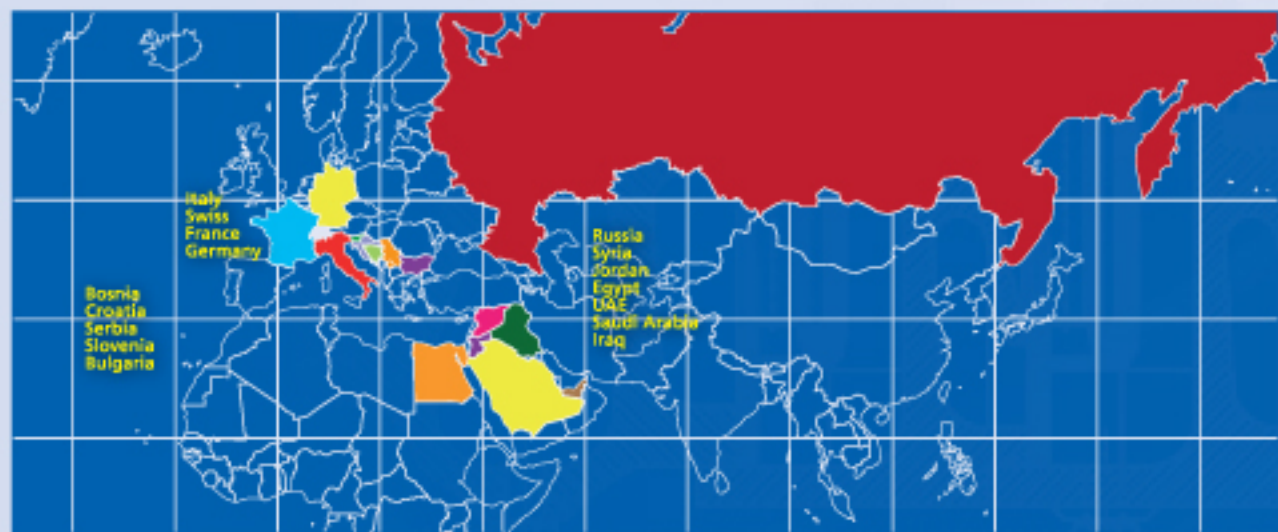 Italy
Swiss
France
Germany
Bosnia
Croatia
Serbia
Slovenia
Bulgaria
Russia
Syria
Jordan
Egypt
UAE
Saudi Arabia
Iraq